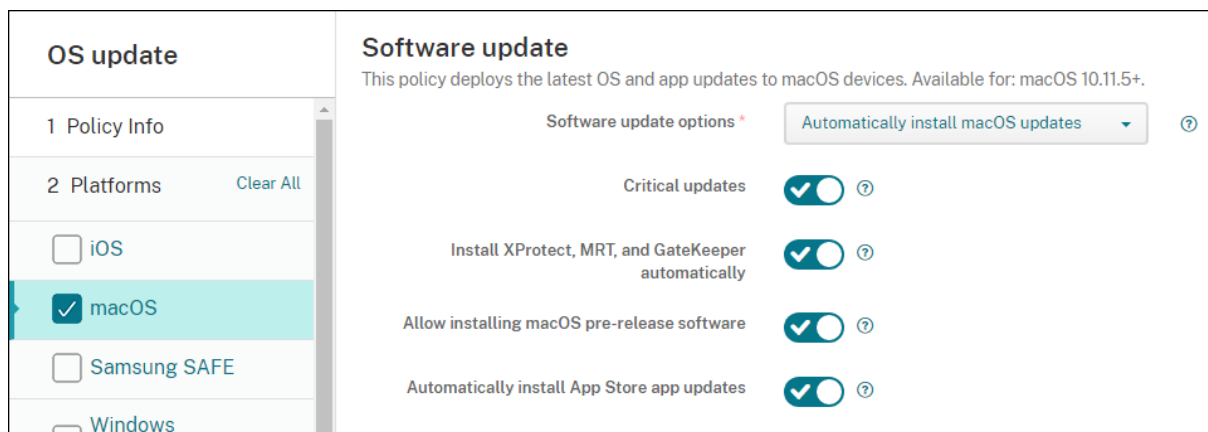 OS update
1 Policy Info
2 Platforms
Clear All
iOS
macOS
Samsung SAFE
Windows
Software update
This policy deploys the latest OS and app updates to macOS devices. Available for: macOS 10.11.5+.
Software update options *
Automatically install macOS updates
Critical updates
Install XProtect, MRT, and GateKeeper
automatically
Allow installing macOS pre-release software
Automatically install App Store app updates